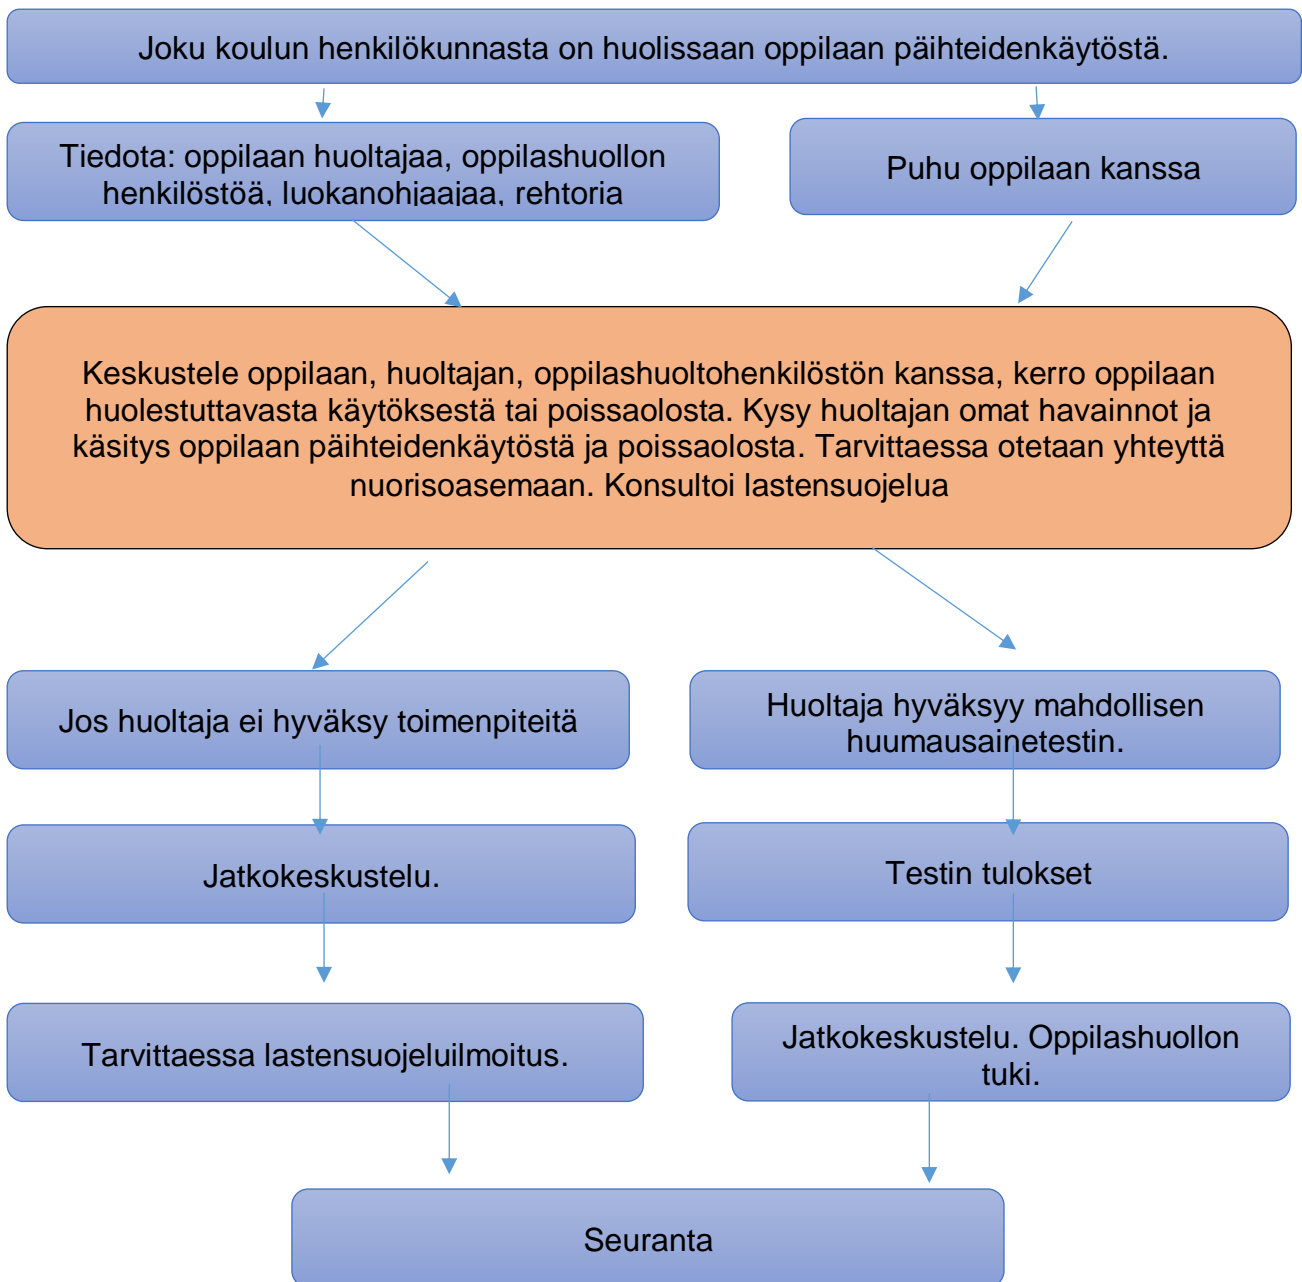 Joku koulun henkilökunnasta on huolissaan oppilaan päihteidenkäytöstä.
Tiedota: oppilaan huoltajaa, oppilashuollon
henkilöstöä, luokanohjaajaa, rehtoria
Puhu oppilaan kanssa
Keskustele oppilaan, huoltajan, oppilashuoltohenkilöstön kanssa, kerro oppilaan
huolestuttavasta käytöksestä tai poissaolosta. Kysy huoltajan omat havainnot ja
käsitys oppilaan päihteidenkäytöstä ja poissaolosta. Tarvittaessa otetaan yhteyttä
nuorisoasemaan. Konsultoi lastensuojelua
Jos huoltaja ei hyväksy toimenpiteitä
Huoltaja hyväksyy mahdollisen
huumausainetestin.
Jatkokeskustelu.
Testin tulokset
Tarvittaessa lastensuojeluilmoitus.
Jatkokeskustelu. Oppilashuollon
tuki.
Seuranta